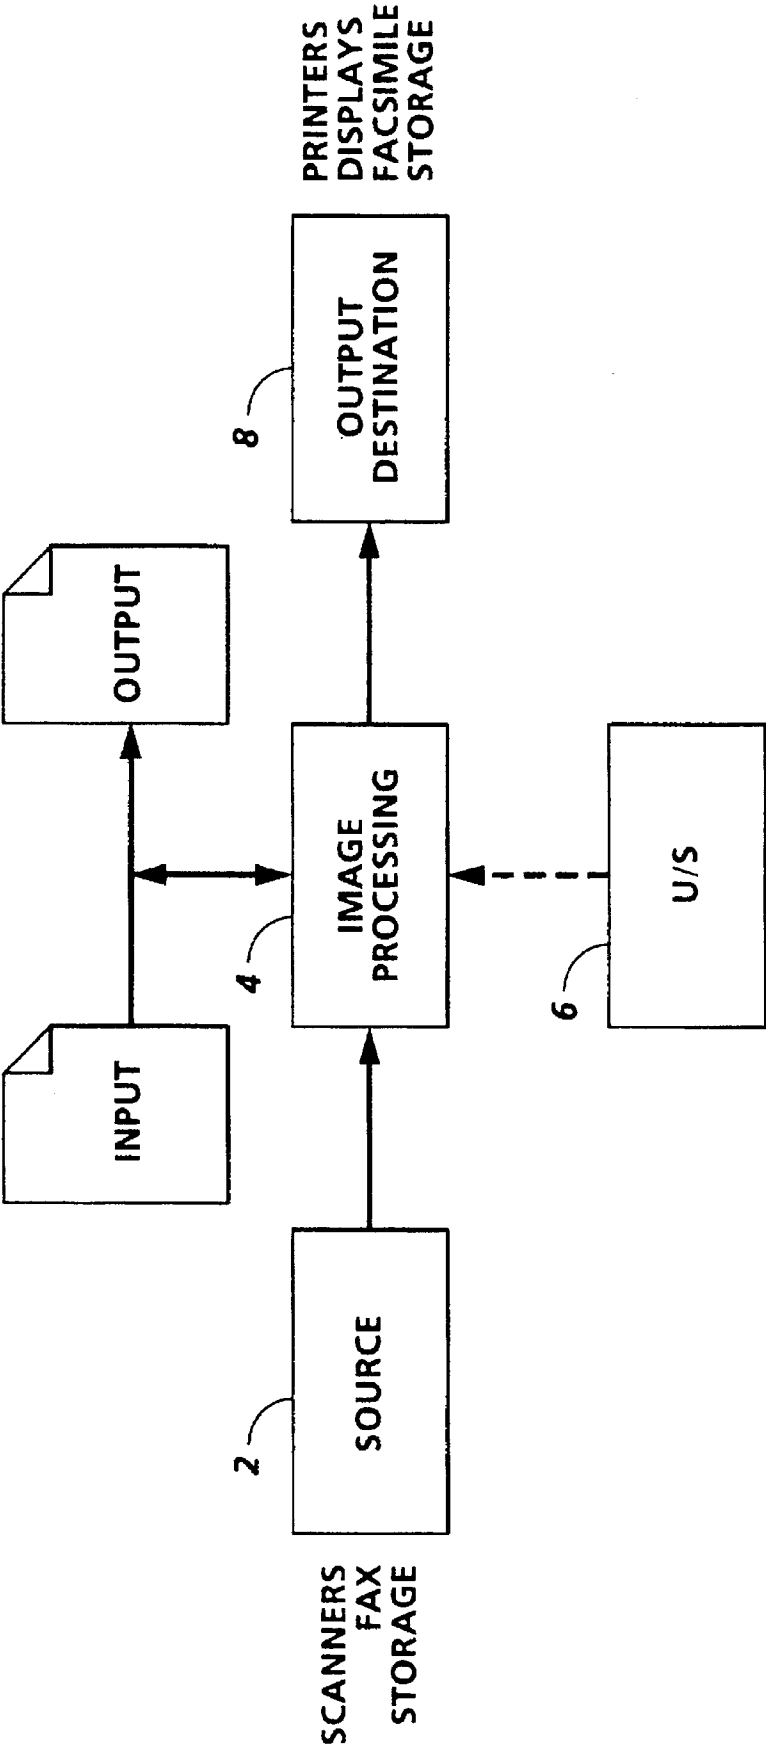 INPUT
OUTPUT
SCANNERS
FAX
STORAGE
2
SOURCE
4
IMAGE
PROCESSING
8
OUTPUT
DESTINATION
PRINTERS
DISPLAYS
FACSIMILE
STORAGE
6
U/S